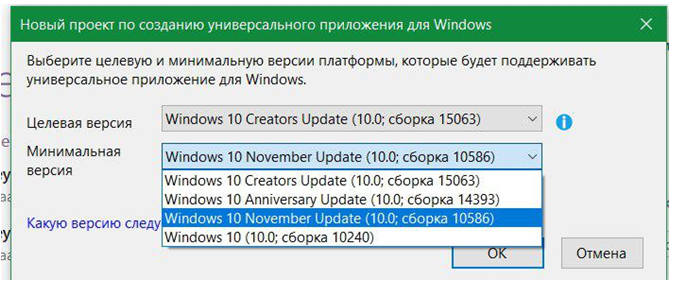 Новый проект по созданию универсального приложения для Windows
Выберите целевую и минимальную версии платформы, которые будет поддерживать
универсальное приложение для Windows.
Целевая версия
Windows 10 Creators Update (10.0; сборка 15063)
Минимальная
версия
Windows 10 November Update (10.0; сборка 10586)
Windows 10 Creators Update (10.0; сборка 15063)
Windows 10 Anniversary Update (10.0; сборка 14393)
Windows 10 November Update (10.0; сборка 10586)
Windows 10 (10.0; сборка 10240)
Какую версию следу
ОК
Отмена